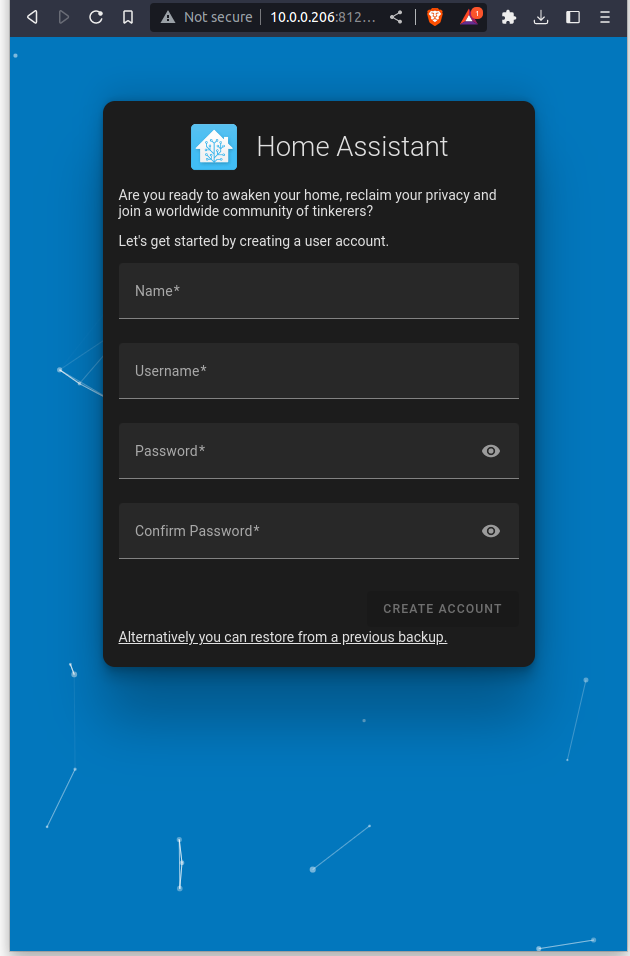 Not secure 10.0.0.206:812…
1
Home Assistant
Are you ready to awaken your home, reclaim your privacy and
join a worldwide community of tinkerers?
Let's get started by creating a user account.
Name*
Username*
Password*
Confirm Password*
CREATE ACCOUNT
Alternatively you can restore from a previous backup.